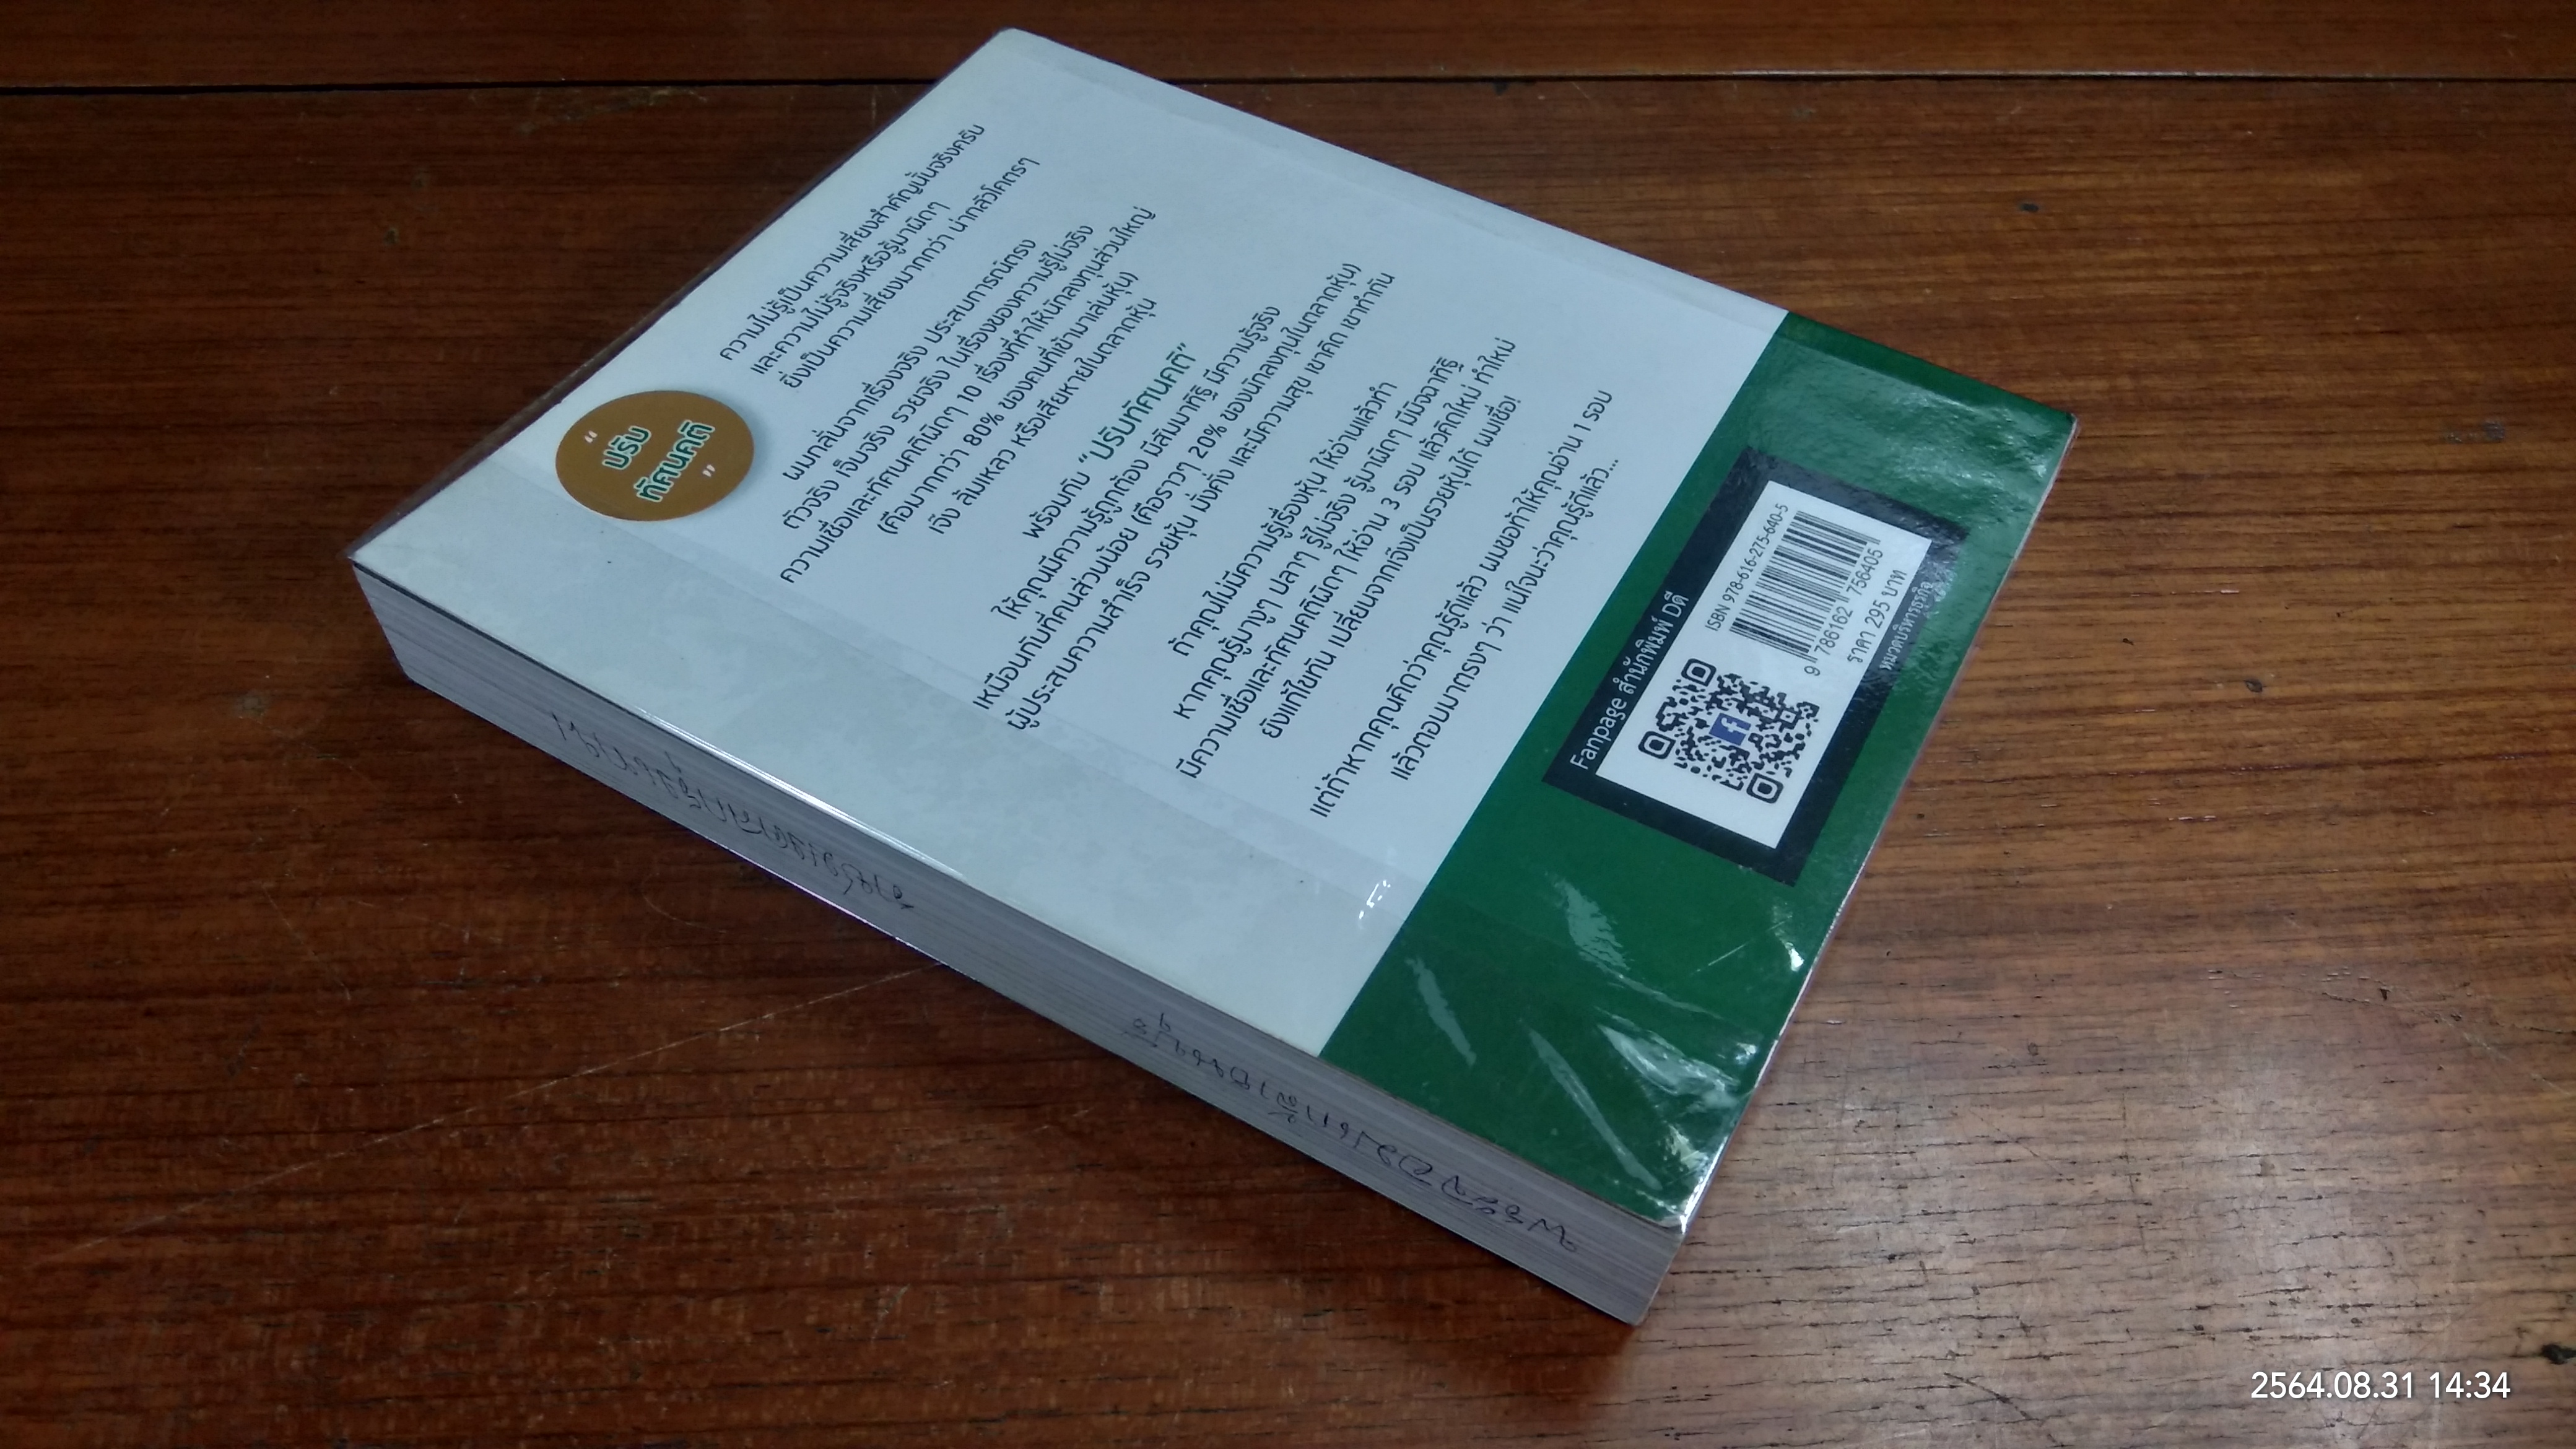 “
ปรับ
ทัศนคติ
”
ความไม่รู้เป็นความเสี่ยงสำคัญนั้นจริงครับ
และความไม่รู้จริงหรือรู้มาผิดๆ
ยิ่งเป็นความเสี่ยงมากกว่า น่ากลัวโคตรๆ
ผมกลั่นจากเรื่องจริง ประสบการณ์ตรง
ตัวจริง เจ็บจริง รวยจริง ในเรื่องของความรู้ไม่จริง
ความเชื่อและทัศนคติผิดๆ 10 เรื่องที่ทำให้นักลงทุนส่วนใหญ่
(คือมากกว่า 80% ของคนที่เข้ามาเล่นหุ้น)
เจ๊ง ล้มเหลว หรือเสียหายในตลาดหุ้น
พร้อมกับ “ปรับทัศนคติ”
ให้คุณมีความรู้ถูกต้อง มีสัมมาทิฐิ มีความรู้จริง
เหมือนกับที่คนส่วนน้อย (คือราวๆ 20% ของนักลงทุนในตลาดหุ้น)
ผู้ประสบความสำเร็จ รวยหุ้น มั่งคั่ง และมีความสุข เขาคิด เขาทำกัน
ถ้าคุณไม่มีความรู้เรื่องหุ้น ให้อ่านแล้วทำ
หากคุณรู้มางูๆ ปลาๆ รู้ไม่จริง รู้มาผิดๆ มีมิจฉาทิฐิ
มีความเชื่อและทัศนคติผิดๆ ให้อ่าน 3 รอบ แล้วคิดใหม่ ทำใหม่
ยังแก้ไขทัน เปลี่ยนจากเจ๊งเป็นรวยหุ้นได้ ผมเชื่อ!
แต่ถ้าหากคุณคิดว่าคุณรู้ดีแล้ว ผมขอท้าให้คุณอ่าน 1 รอบ
แล้วตอบมาตรงๆ ว่า แน่ใจนะว่าคุณรู้ดีแล้ว...
Fanpage สำนักพิมพ์ Dดี
ISBN 978-616-275-640-5
9 786162 756405
ราคา 295 บาท
หมวดบริหารธุรกิจ
2564.08.31 14:34